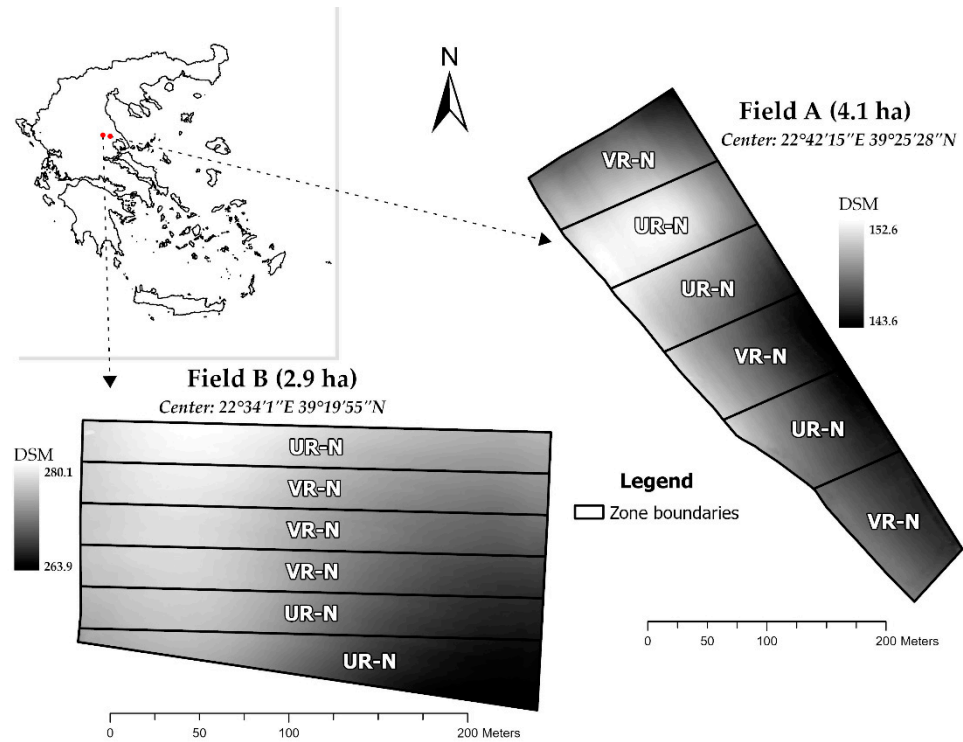 N
Field A (4.1 ha)
Center: 22°42'15"E 39°25'28"N
DSM
152.6
143.6
VR-N
UR-N
UR-N
VR-N
UR-N
VR-N
Legend
Zone boundaries
0 50 100 200 Meters
Field B (2.9 ha)
Center: 22°34'1"E 39°19'55"N
DSM
280.1
263.9
UR-N
VR-N
VR-N
VR-N
UR-N
UR-N
0 50 100 200 Meters